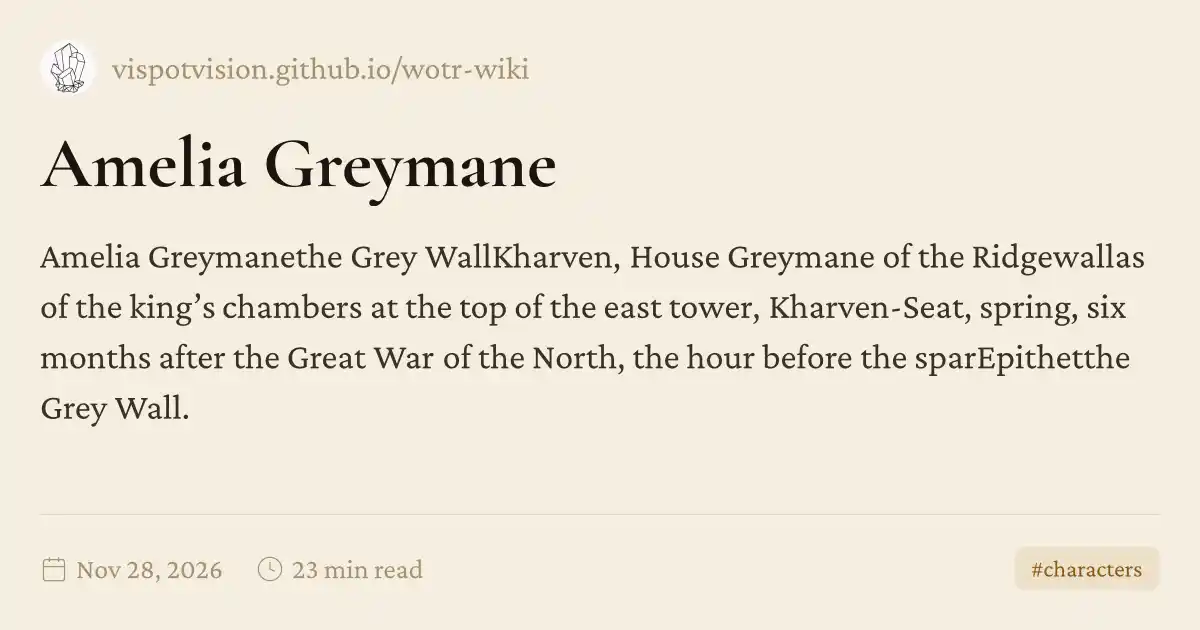 vispotvision.github.io/wotr-wiki
Amelia Greymane
Amelia Greymanethe Grey WallKharven, House Greymane of the Ridgewallas
of the king’s chambers at the top of the east tower, Kharven-Seat, spring, six
months after the Great War of the North, the hour before the sparEpithetthe
Grey Wall.
Nov 28, 2026
23 min read
#characters